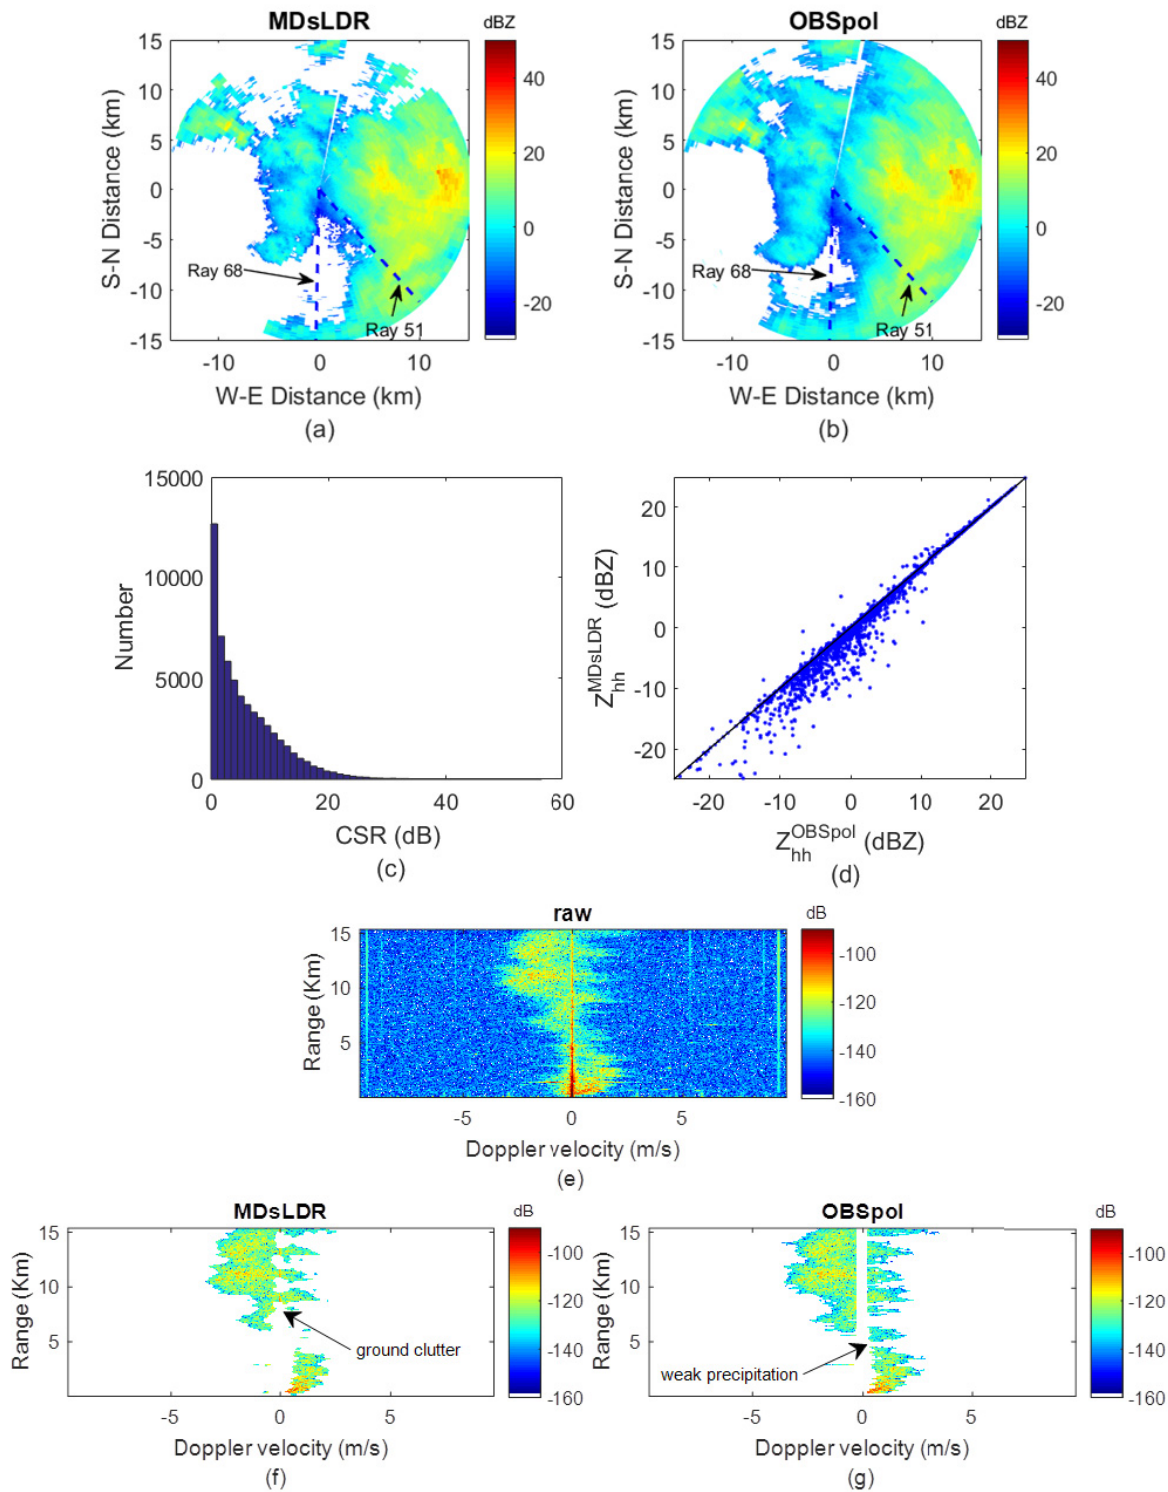 MDsLDR
dBZ
OBSpol
dBZ
15
10
5
0
-5
-10
-15
S-N Distance (km)
Ray 68
Ray 51
-10
0
10
W-E Distance (km)
(a)
40
20
0
-20
15
10
5
0
-5
-10
-15
S-N Distance (km)
Ray 68
Ray 51
-10
0
10
W-E Distance (km)
(b)
40
20
0
-20
15000
10000
5000
0
Number
0
20
40
60
CSR (dB)
(c)
20
10
0
-10
-20
Z_hh^MDsLDR (dBZ)
-20
-10
0
10
20
Z_hh^OBSpol (dBZ)
(d)
raw
dB
15
10
5
Range (Km)
-100
-120
-140
-160
-5
0
5
Doppler velocity (m/s)
(e)
MDsLDR
dB
15
10
5
Range (Km)
ground clutter
-100
-120
-140
-160
-5
0
5
Doppler velocity (m/s)
(f)
OBSpol
dB
15
10
5
Range (Km)
weak precipitation
-100
-120
-140
-160
-5
0
5
Doppler velocity (m/s)
(g)